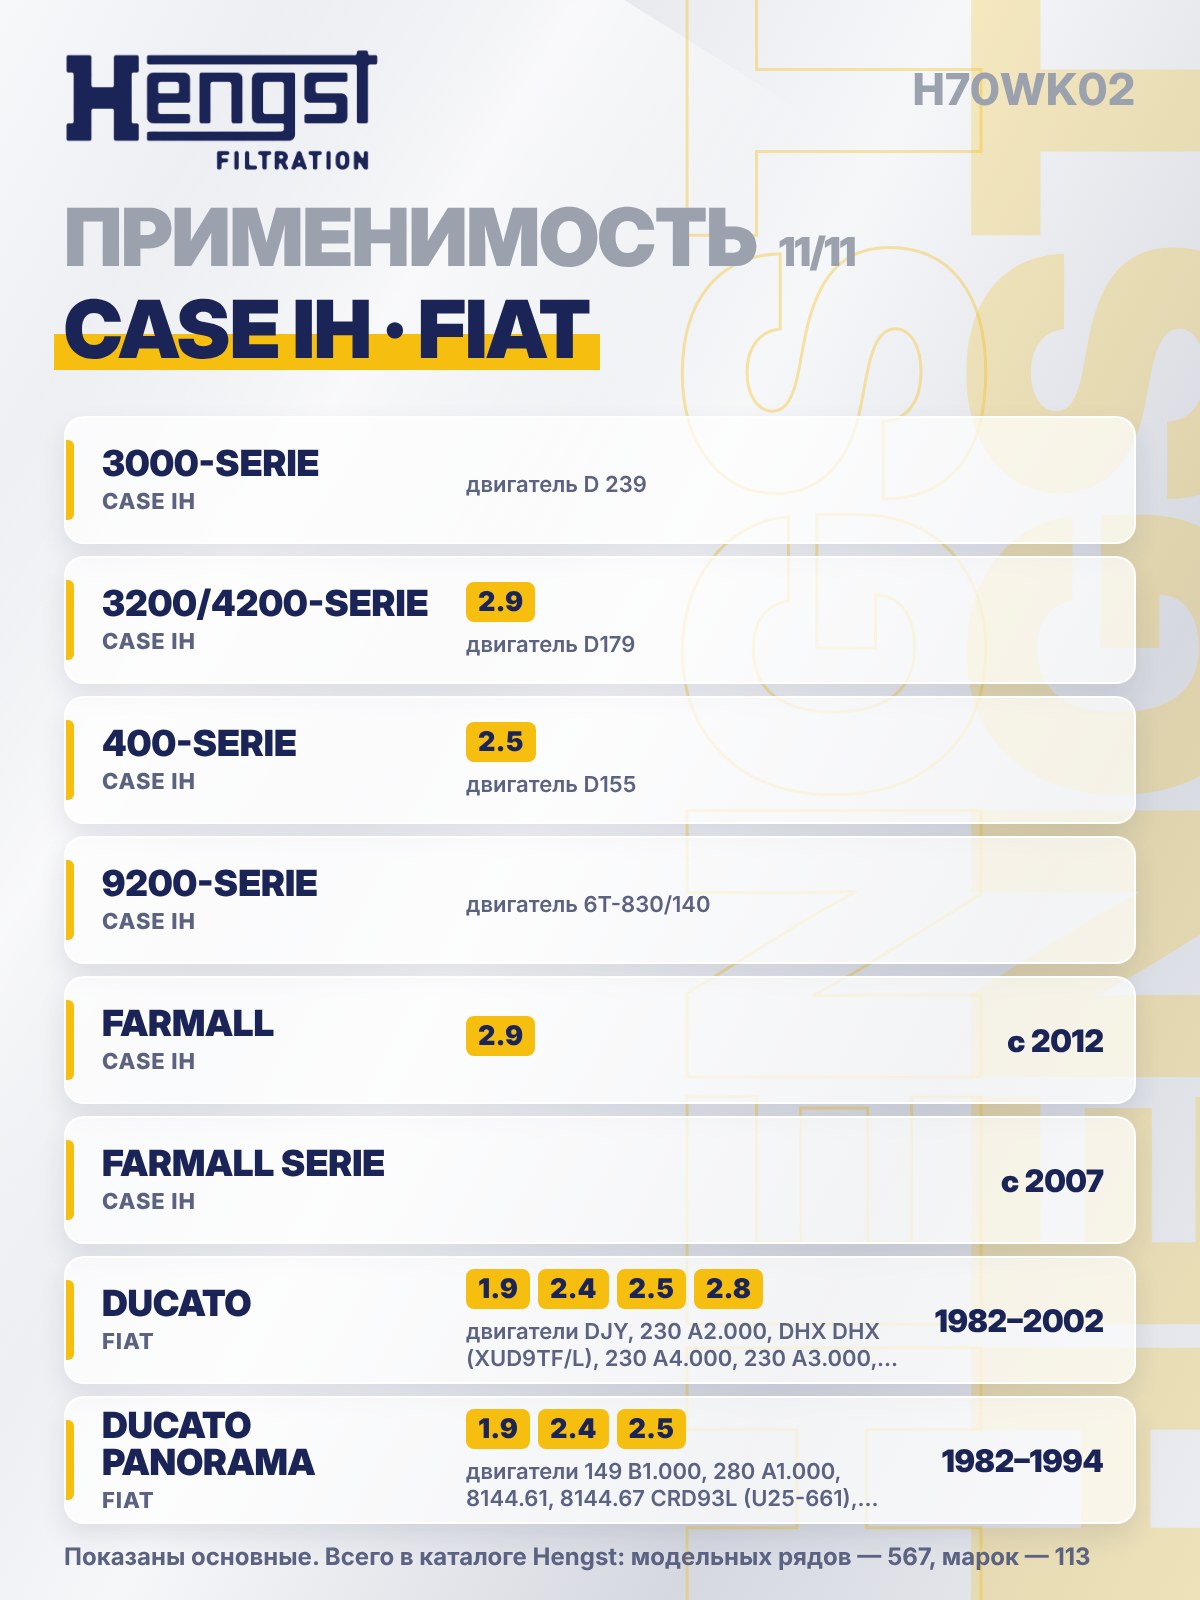 Hengst
FILTRATION
H70WK02
ПРИМЕНИМОСТЬ 11/11
CASE IH · FIAT
3000-SERIE
CASE IH
двигатель D 239
3200/4200-SERIE
CASE IH
2.9
двигатель D179
400-SERIE
CASE IH
2.5
двигатель D155
9200-SERIE
CASE IH
двигатель 6T-830/140
FARMALL
CASE IH
2.9
с 2012
FARMALL SERIE
CASE IH
с 2007
DUCATO
FIAT
1.9 2.4 2.5 2.8
двигатели DJY, 230 A2.000, DHX DHX
(XUD9TF/L), 230 A4.000, 230 A3.000,...
1982–2002
DUCATO
PANORAMA
FIAT
1.9 2.4 2.5
двигатели 149 B1.000, 280 A1.000,
8144.61, 8144.67 CRD93L (U25-661),...
1982–1994
Показаны основные. Всего в каталоге Hengst: модельных рядов — 567, марок — 113
HENGST